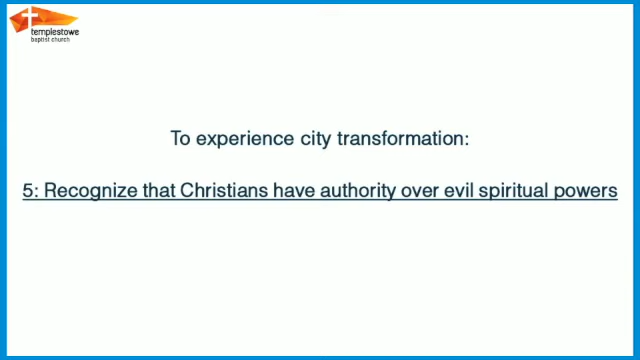 templestowe
baptist church
To experience city transformation:
5: Recognize that Christians have authority over evil spiritual powers